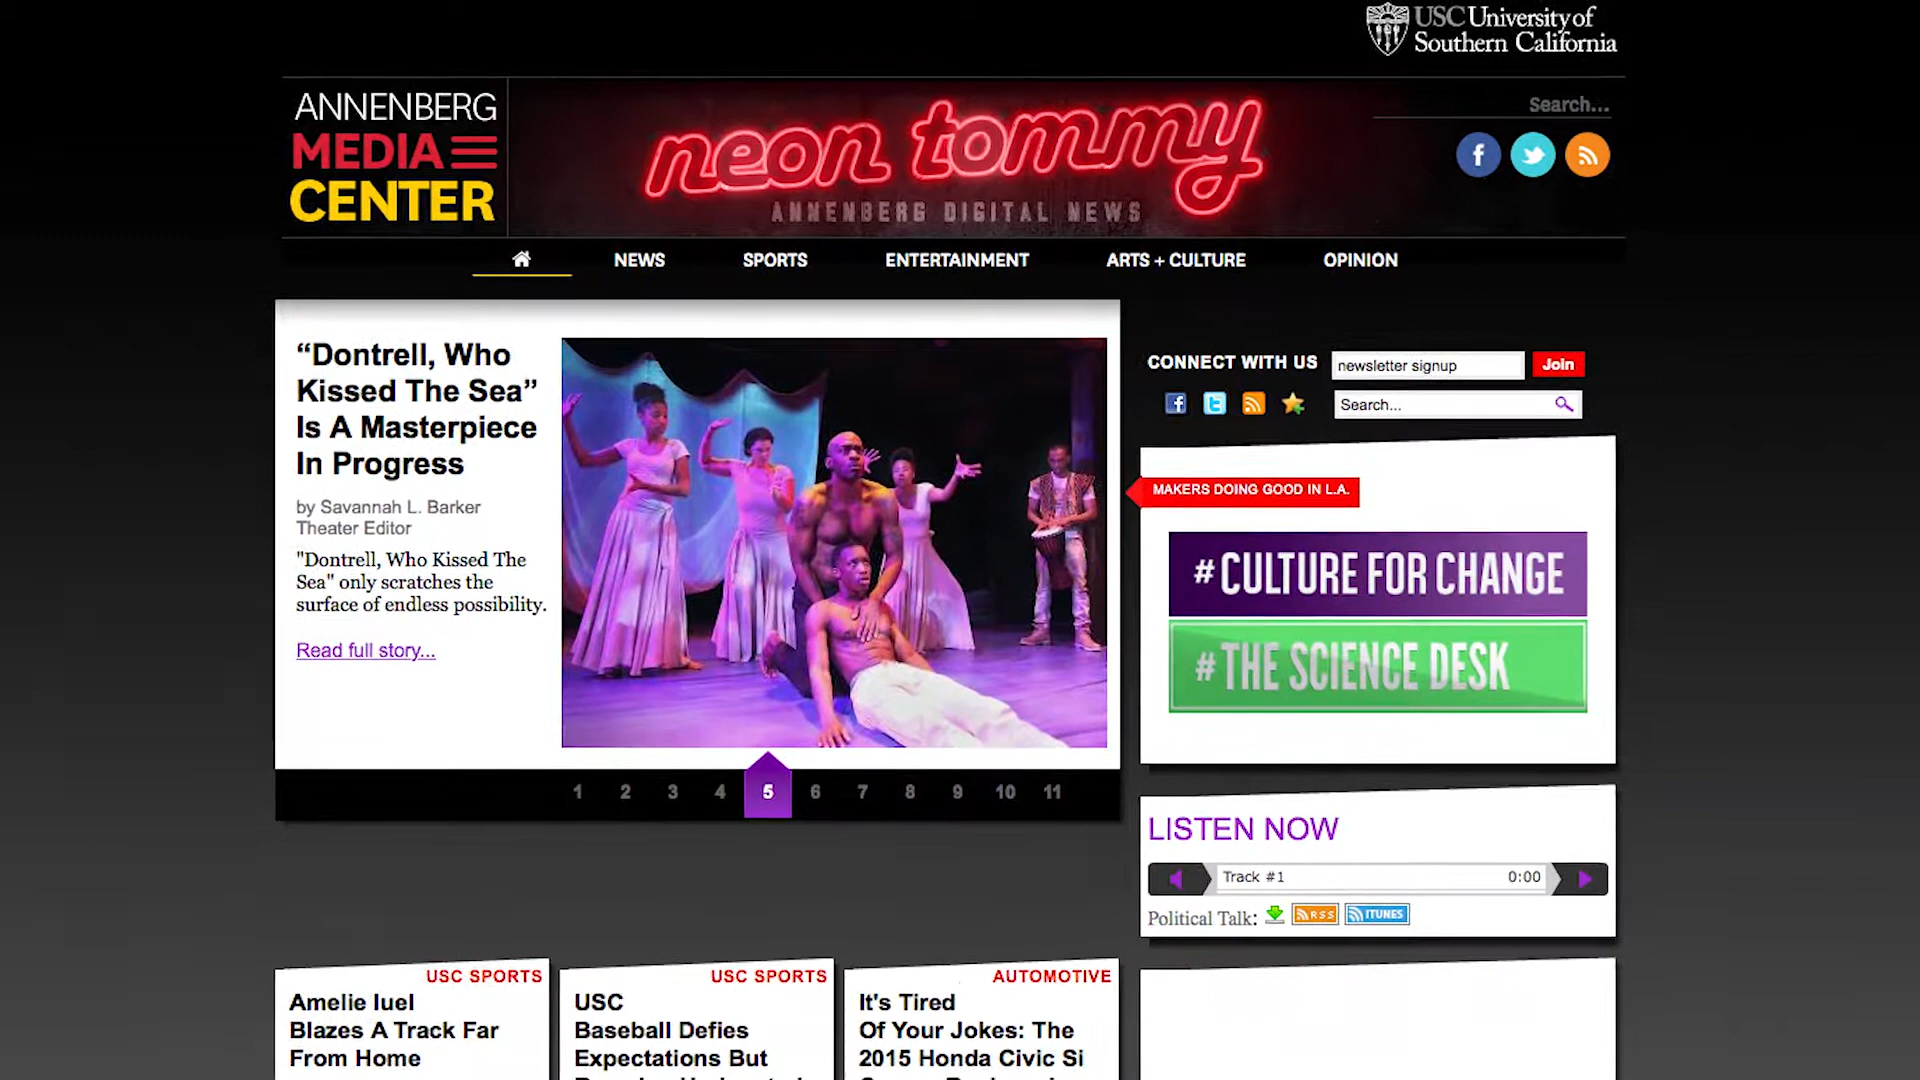 USC University of
Southern California
ANNENBERG
MEDIA
CENTER
neon tommy
ANNENBERG DIGITAL NEWS
Search...
NEWS
SPORTS
ENTERTAINMENT
ARTS + CULTURE
OPINION
“Dontrell, Who
Kissed The Sea”
Is A Masterpiece
In Progress
by Savannah L. Barker
Theater Editor
"Dontrell, Who Kissed The
Sea" only scratches the
surface of endless possibility.
Read full story...
1 2 3 4 5 6 7 8 9 10 11
CONNECT WITH US
newsletter signup
Join
Search...
MAKERS DOING GOOD IN L.A.
# CULTURE FOR CHANGE
# THE SCIENCE DESK
LISTEN NOW
Track #1
0:00
Political Talk:
RSS
ITUNES
USC SPORTS
Amelie Iuel
Blazes A Track Far
From Home
USC SPORTS
USC
Baseball Defies
Expectations But
AUTOMOTIVE
It's Tired
Of Your Jokes: The
2015 Honda Civic Si